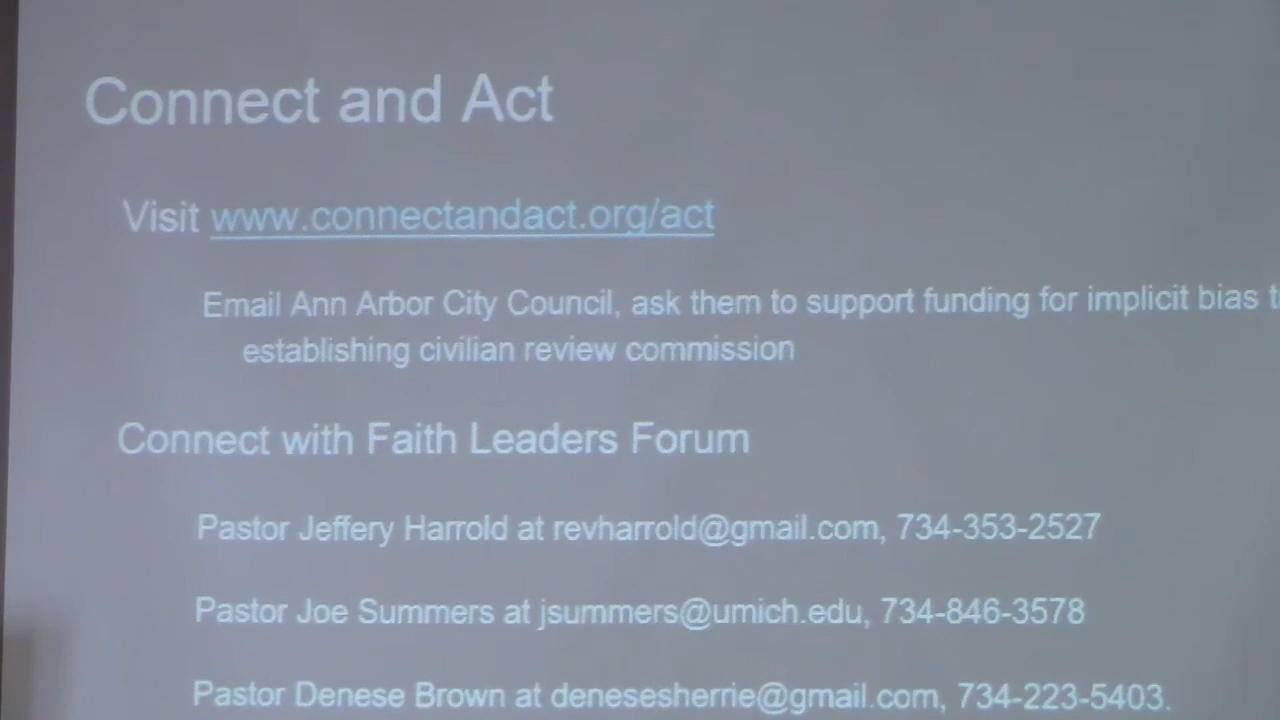 Connect and Act
Visit www.connectandact.org/act
Email Ann Arbor City Council, ask them to support funding for implicit bias
establishing civilian review commission
Connect with Faith Leaders Forum
Pastor Jeffery Harrold at revharrold@gmail.com, 734-353-2527
Pastor Joe Summers at jsummers@umich.edu, 734-846-3578
Pastor Denese Brown at denesesherrie@gmail.com, 734-223-5403.